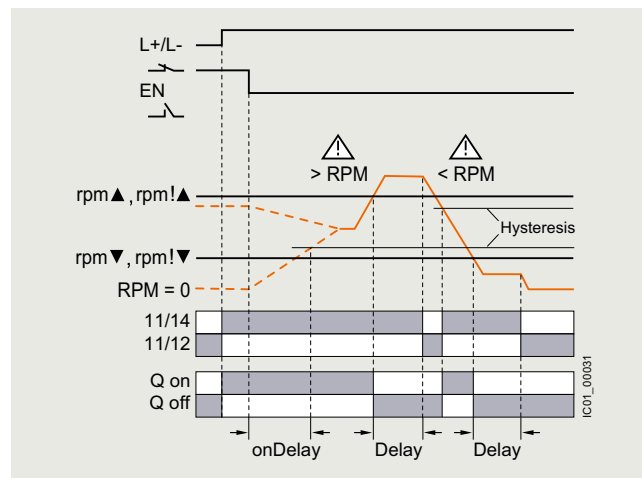 L+/L-
EN
> RPM
< RPM
rpm▲, rpm!▲
Hysteresis
rpm▼, rpm!▼
RPM = 0
11/14
11/12
Q on
Q off
IC01_00031
onDelay
Delay
Delay